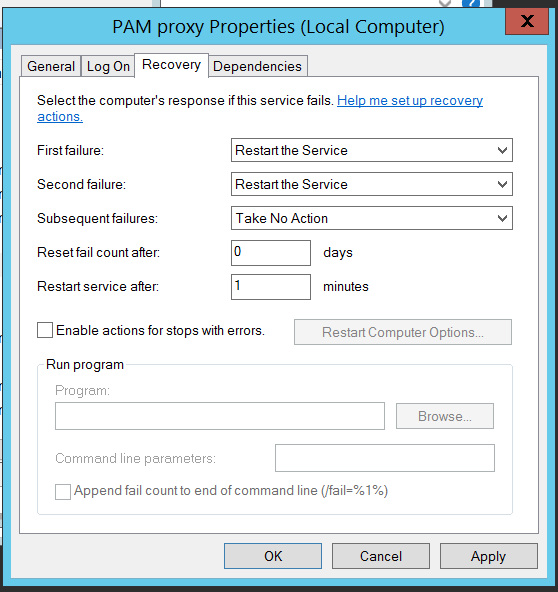 PAM proxy Properties (Local Computer)
X
General Log On Recovery Dependencies
Select the computer's response if this service fails. Help me set up recovery
actions.
First failure: Restart the Service
Second failure: Restart the Service
Subsequent failures: Take No Action
Reset fail count after: 0 days
Restart service after: 1 minutes
Enable actions for stops with errors. Restart Computer Options...
Run program
Program:
Browse...
Command line parameters:
Append fail count to end of command line (/fail=%1%)
OK Cancel Apply